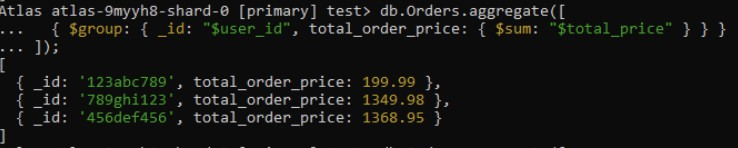 Atlas atlas-9myyh8-shard-0 [primary] test> db.Orders.aggregate([
...   { $group: { _id: "$user_id", total_order_price: { $sum: "$total_price" } } }
... ]);
[
  { _id: '123abc789', total_order_price: 199.99 },
  { _id: '789ghi123', total_order_price: 1349.98 },
  { _id: '456def456', total_order_price: 1368.95 }
]